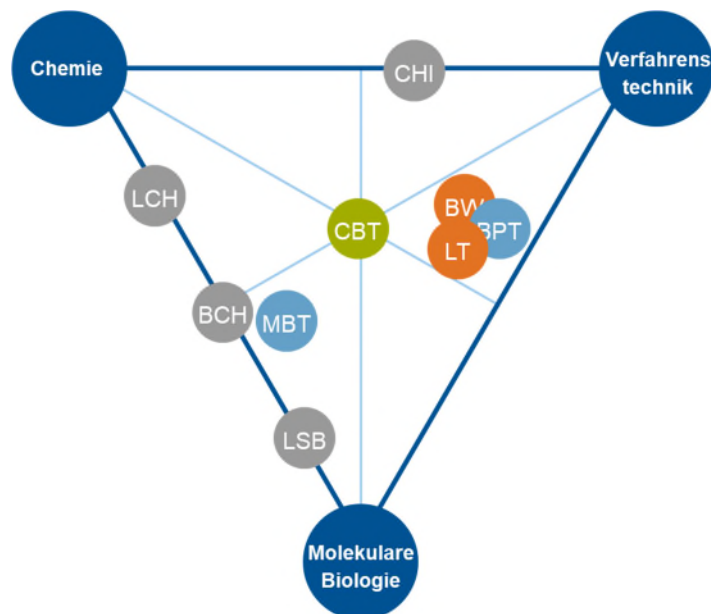 Chemie
CHI
Verfahrens
technik
LCH
CBT
BW
BPT
LT
BCH
MBT
LSB
Molekulare
Biologie